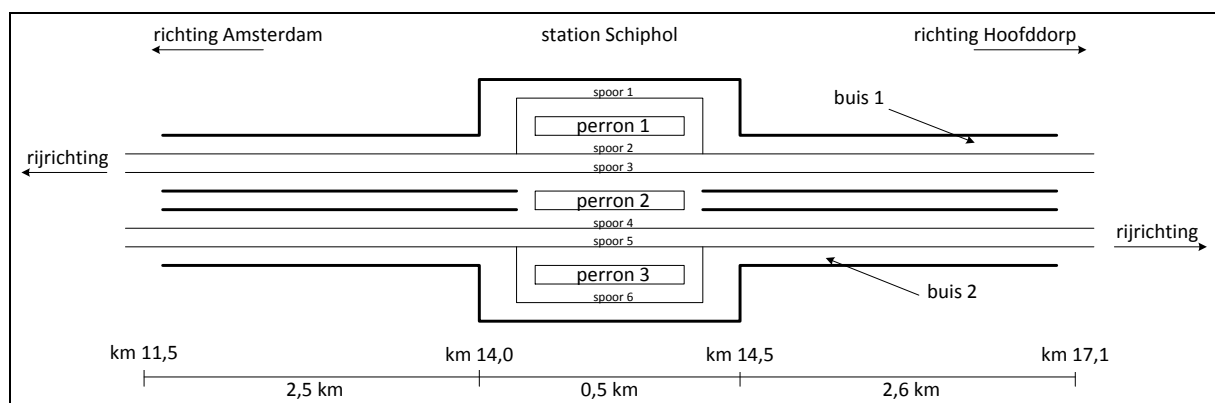 richting Amsterdam station Schiphol richting Hoofddorp
spoor 1
buis 1
perron 1
spoor 2
rijrichting
spoor 3
perron 2
spoor 4
rijrichting
spoor 5
perron 3
buis 2
spoor 6
km 11,5 km 14,0 km 14,5 km 17,1
2,5 km 0,5 km 2,6 km